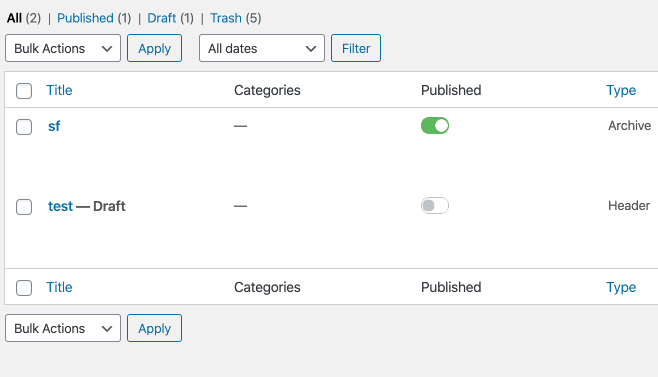 All (2) | Published (1) | Draft (1) | Trash (5)
Bulk Actions Apply All dates Filter
Title Categories Published Type
sf — Archive
test — Draft — Header
Title Categories Published Type
Bulk Actions Apply